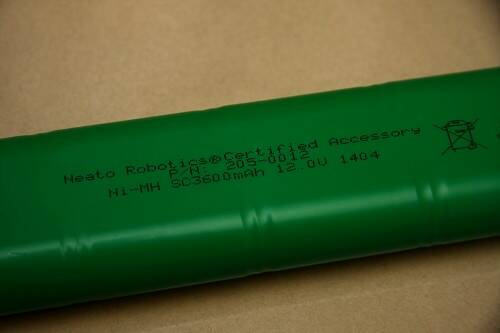 Neato Robotics®Certified Accessory
P/N: 205-0012
Ni-MH SC3600mAh 12.0V 1404